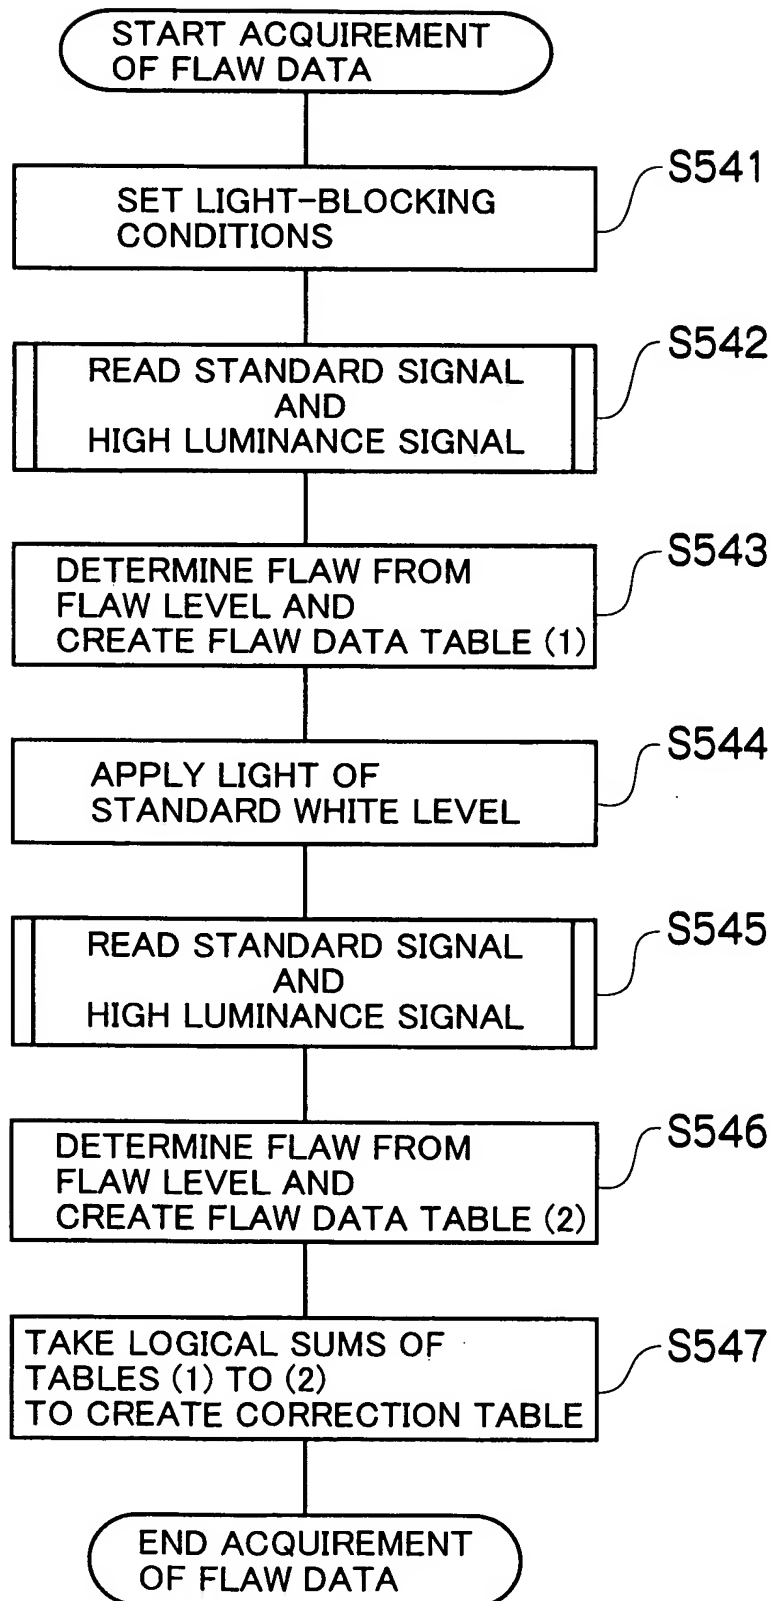 START ACQUIREMENT
OF FLAW DATA
S541
SET LIGHT-BLOCKING
CONDITIONS
S542
READ STANDARD SIGNAL
AND
HIGH LUMINANCE SIGNAL
S543
DETERMINE FLAW FROM
FLAW LEVEL AND
CREATE FLAW DATA TABLE (1)
S544
APPLY LIGHT OF
STANDARD WHITE LEVEL
S545
READ STANDARD SIGNAL
AND
HIGH LUMINANCE SIGNAL
S546
DETERMINE FLAW FROM
FLAW LEVEL AND
CREATE FLAW DATA TABLE (2)
S547
TAKE LOGICAL SUMS OF
TABLES (1) TO (2)
TO CREATE CORRECTION TABLE
END ACQUIREMENT
OF FLAW DATA